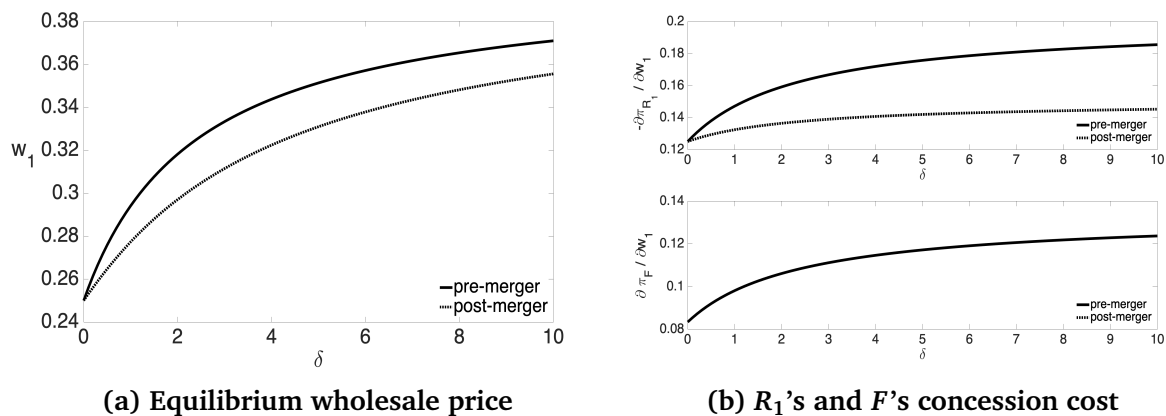 0.38
0.36
0.34
w1
0.32
0.3
0.28
0.26
0.24
0 2 4 6 8 10
δ
pre-merger
post-merger
(a) Equilibrium wholesale price
0.2
0.18
0.16
0.14
0.12
-∂π_R1 / ∂w1
pre-merger
post-merger
0 1 2 3 4 5 6 7 8 9 10
δ
0.14
0.12
0.1
0.08
∂ π_F / ∂w1
pre-merger
post-merger
0 1 2 3 4 5 6 7 8 9 10
δ
(b) R1's and F's concession cost